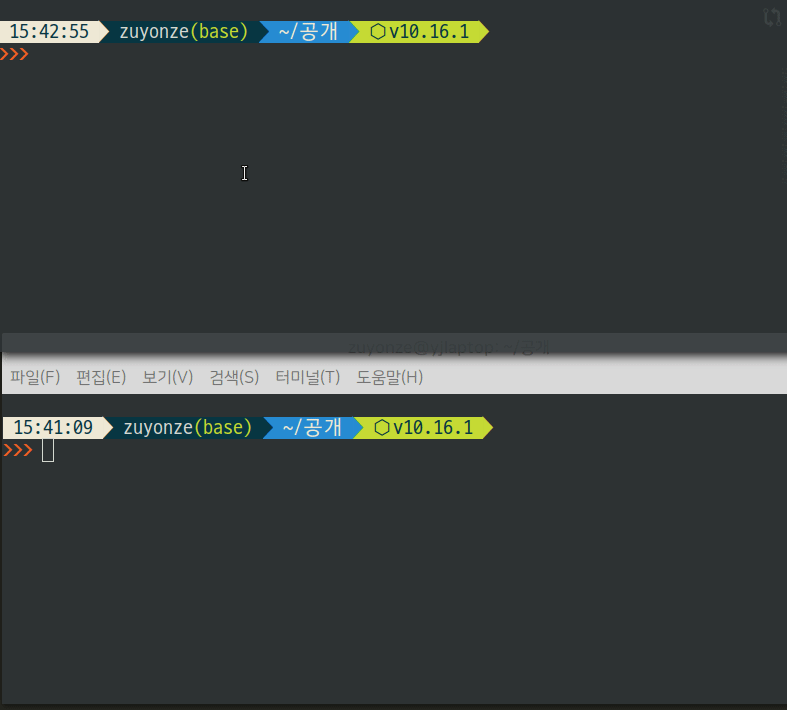 15:42:55 zuyonze(base) ~/공개 ⬡v10.16.1
❯❯❯
zuyonze@yjlaptop: ~/공개
파일(F) 편집(E) 보기(V) 검색(S) 터미널(T) 도움말(H)
15:41:09 zuyonze(base) ~/공개 ⬡v10.16.1
❯❯❯